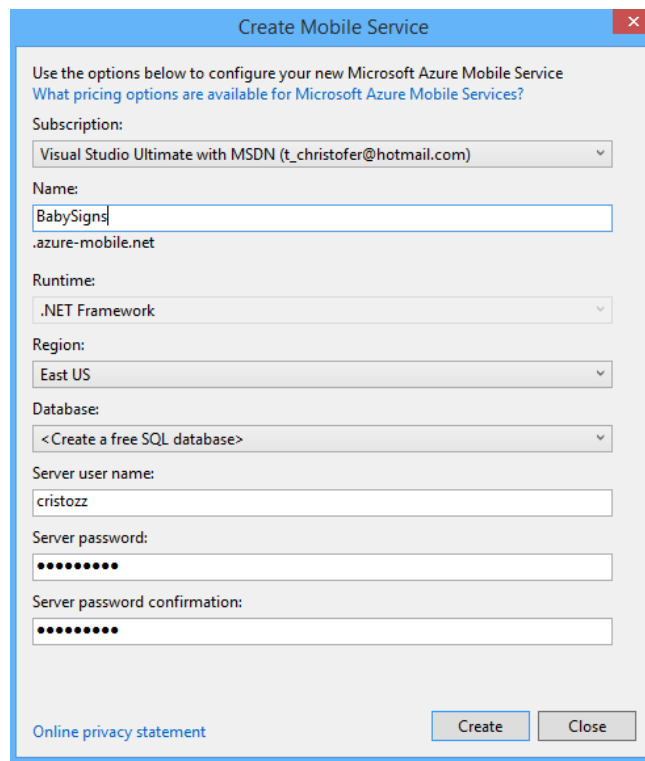 Create Mobile Service
Use the options below to configure your new Microsoft Azure Mobile Service
What pricing options are available for Microsoft Azure Mobile Services?
Subscription:
Visual Studio Ultimate with MSDN (t_christofer@hotmail.com)
Name:
BabySigns
.azure-mobile.net
Runtime:
.NET Framework
Region:
East US
Database:
<Create a free SQL database>
Server user name:
cristozz
Server password:
●●●●●●●●●
Server password confirmation:
●●●●●●●●●
Online privacy statement
Create
Close